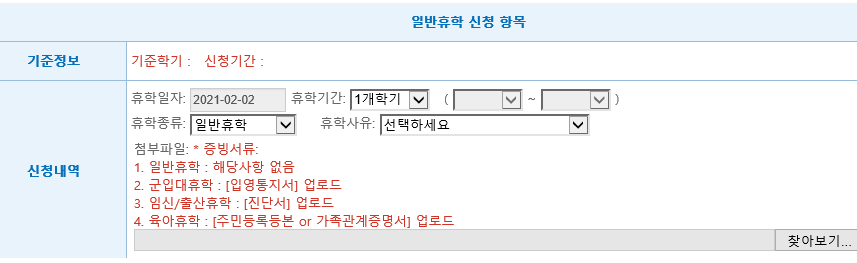 일반휴학 신청 항목
기준정보
기준학기 : 신청기간 :
신청내역
휴학일자: 2021-02-02 휴학기간: 1개학기 ( ~ )
휴학종류: 일반휴학 휴학사유: 선택하세요
첨부파일: * 증빙서류:
1. 일반휴학 : 해당사항 없음
2. 군입대휴학 : [입영통지서] 업로드
3. 임신/출산휴학 : [진단서] 업로드
4. 육아휴학 : [주민등록등본 or 가족관계증명서] 업로드
찾아보기...